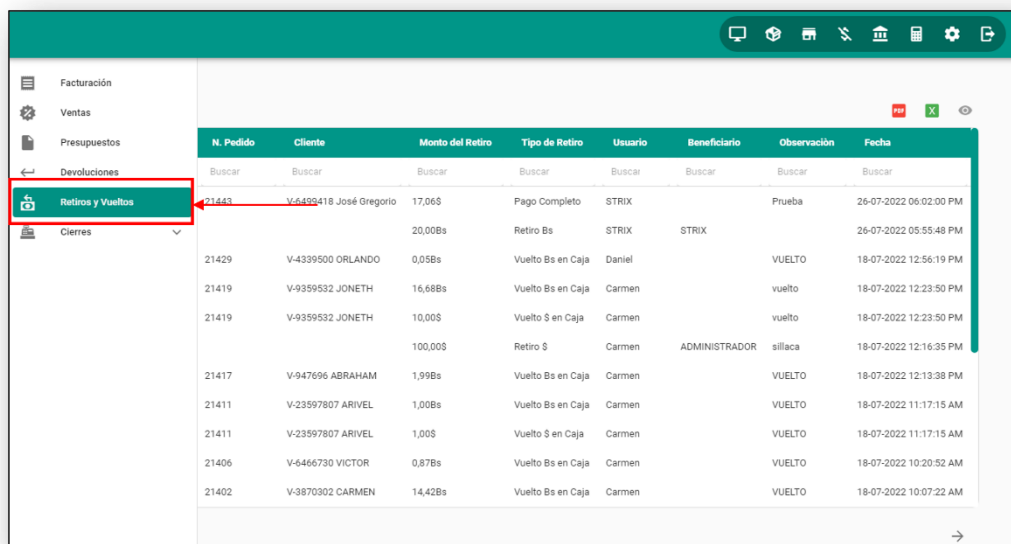 Facturación
Ventas
PDF X
Presupuestos
N. Pedido Cliente Monto del Retiro Tipo de Retiro Usuario Beneficiario Observaciòn Fecha
Devoluciones
Buscar Buscar Buscar Buscar Buscar Buscar Buscar Buscar
Retiros y Vueltos
21443 V-6499418 José Gregorio 17,06$ Pago Completo STRIX Prueba 26-07-2022 06:02:00 PM
Cierres
20,00Bs Retiro Bs STRIX STRIX 26-07-2022 05:55:48 PM
21429 V-4339500 ORLANDO 0,05Bs Vuelto Bs en Caja Daniel VUELTO 18-07-2022 12:56:19 PM
21419 V-9359532 JONETH 16,68Bs Vuelto Bs en Caja Carmen vuelto 18-07-2022 12:23:50 PM
21419 V-9359532 JONETH 10,00$ Vuelto $ en Caja Carmen vuelto 18-07-2022 12:23:50 PM
100,00$ Retiro $ Carmen ADMINISTRADOR sillaca 18-07-2022 12:16:35 PM
21417 V-947696 ABRAHAM 1,99Bs Vuelto Bs en Caja Carmen VUELTO 18-07-2022 12:13:38 PM
21411 V-23597807 ARIVEL 1,00Bs Vuelto Bs en Caja Carmen VUELTO 18-07-2022 11:17:15 AM
21411 V-23597807 ARIVEL 1,00$ Vuelto $ en Caja Carmen VUELTO 18-07-2022 11:17:15 AM
21406 V-6466730 VICTOR 0,87Bs Vuelto Bs en Caja Carmen VUELTO 18-07-2022 10:20:52 AM
21402 V-3870302 CARMEN 14,42Bs Vuelto Bs en Caja Carmen VUELTO 18-07-2022 10:07:22 AM